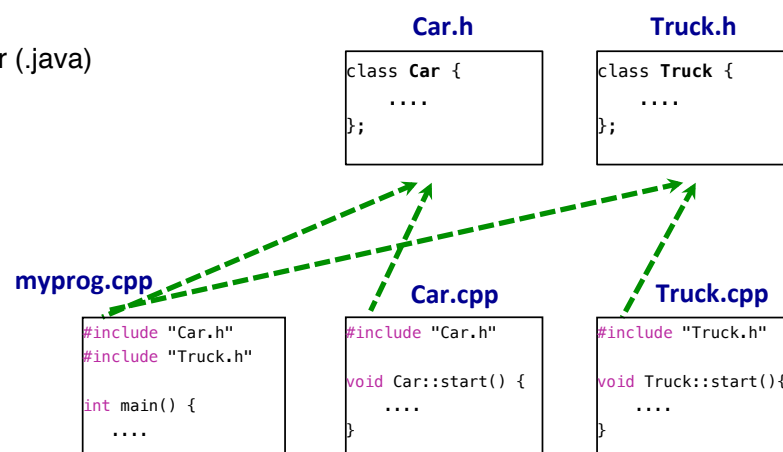 r (.java)
Car.h
class Car {
....
};
Truck.h
class Truck {
....
};
myprog.cpp
#include "Car.h"
#include "Truck.h"
int main() {
....
Car.cpp
#include "Car.h"
void Car::start() {
....
}
Truck.cpp
#include "Truck.h"
void Truck::start(){
....
}